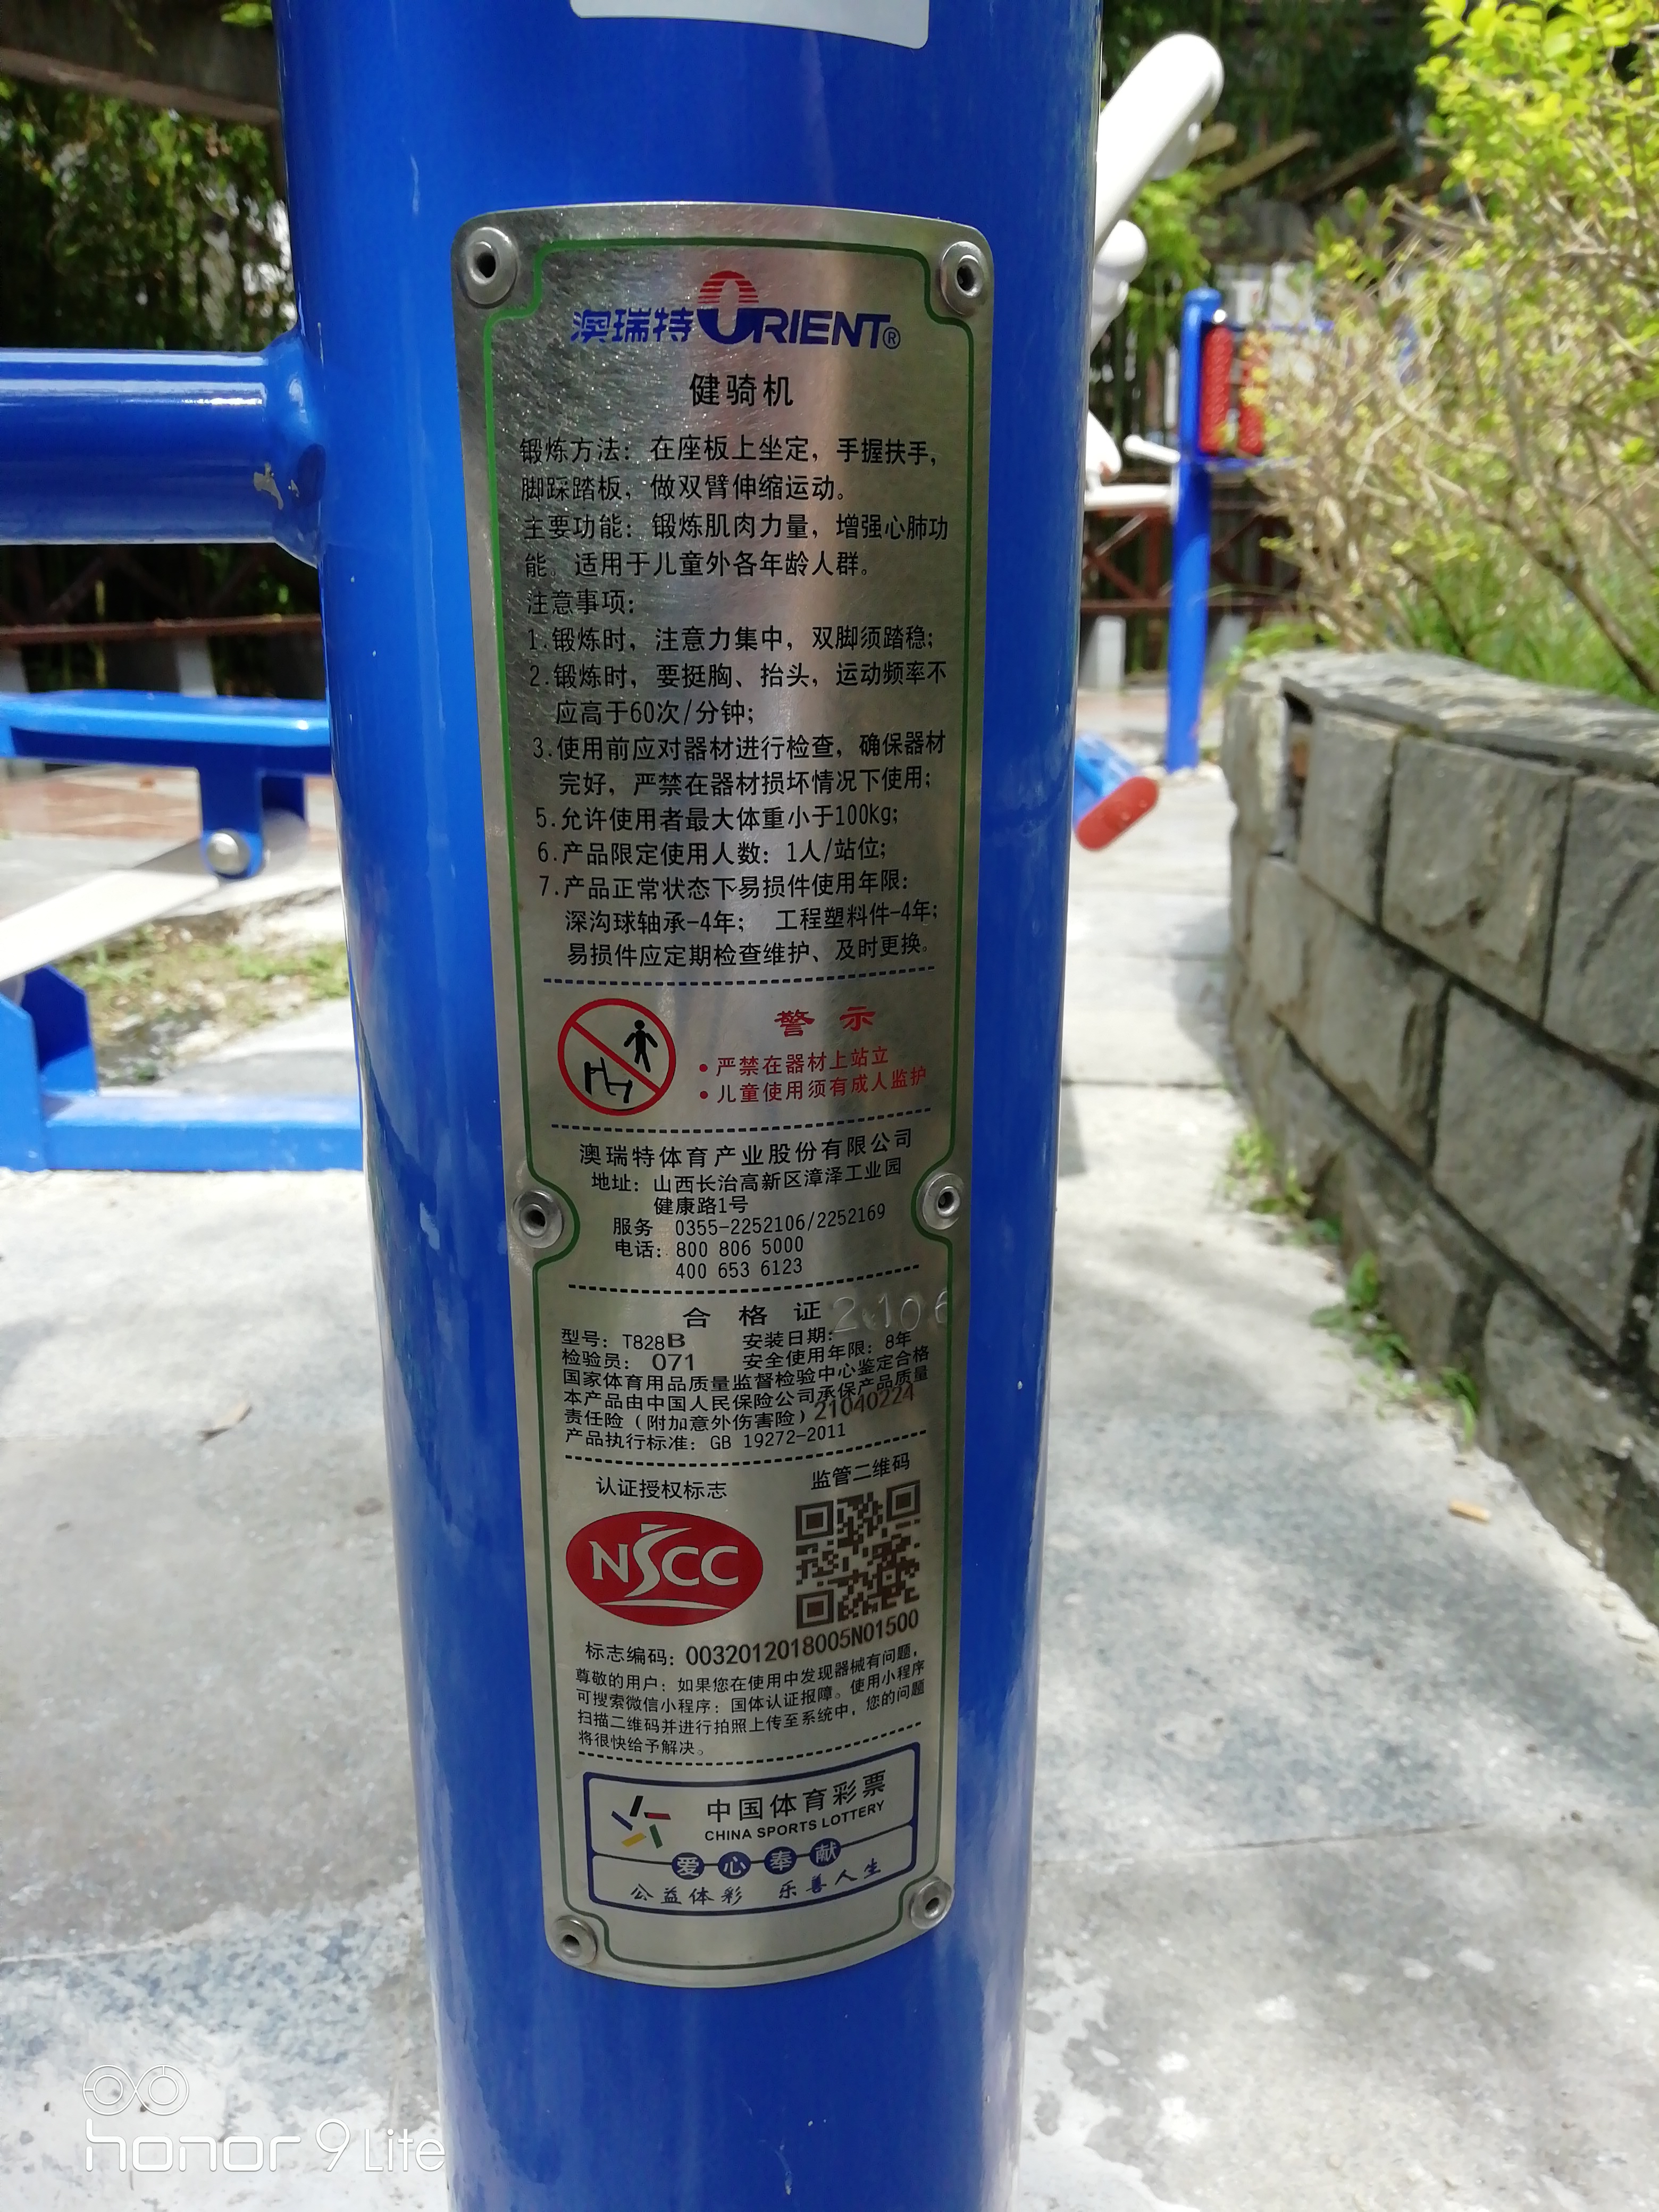 澳瑞特 ORIENT®
健骑机
锻炼方法：在座板上坐定，手握扶手，
脚踩踏板，做双臂伸缩运动。
主要功能：锻炼肌肉力量，增强心肺功
能。适用于儿童外各年龄人群。
注意事项：
1.锻炼时，注意力集中，双脚须踏稳；
2.锻炼时，要挺胸、抬头，运动频率不
应高于60次/分钟；
3.使用前应对器材进行检查，确保器材
完好，严禁在器材损坏情况下使用；
5.允许使用者最大体重小于100kg；
6.产品限定使用人数：1人/站位；
7.产品正常状态下易损件使用年限：
深沟球轴承-4年； 工程塑料件-4年；
易损件应定期检查维护、及时更换。
警示
•严禁在器材上站立
•儿童使用须有成人监护
澳瑞特体育产业股份有限公司
地址：山西长治高新区漳泽工业园
健康路1号
服务 0355-2252106/2252169
电话：800 806 5000
400 653 6123
合格证
型号：T828B 安装日期：2106
检验员：071 安全使用年限：8年
国家体育用品质量监督检验中心鉴定合格
本产品由中国人民保险公司承保产品质量
责任险（附加意外伤害险）21040224
产品执行标准：GB 19272-2011
认证授权标志 监管二维码
NSCC
标志编码：0032012018005N01500
尊敬的用户：如果您在使用中发现器械有问题，
可搜索微信小程序：国体认证报障。使用小程序
扫描二维码并进行拍照上传至系统中，您的问题
将很快给予解决。
中国体育彩票
CHINA SPORTS LOTTERY
爱心奉献
公益体彩 乐善人生
honor 9 Lite